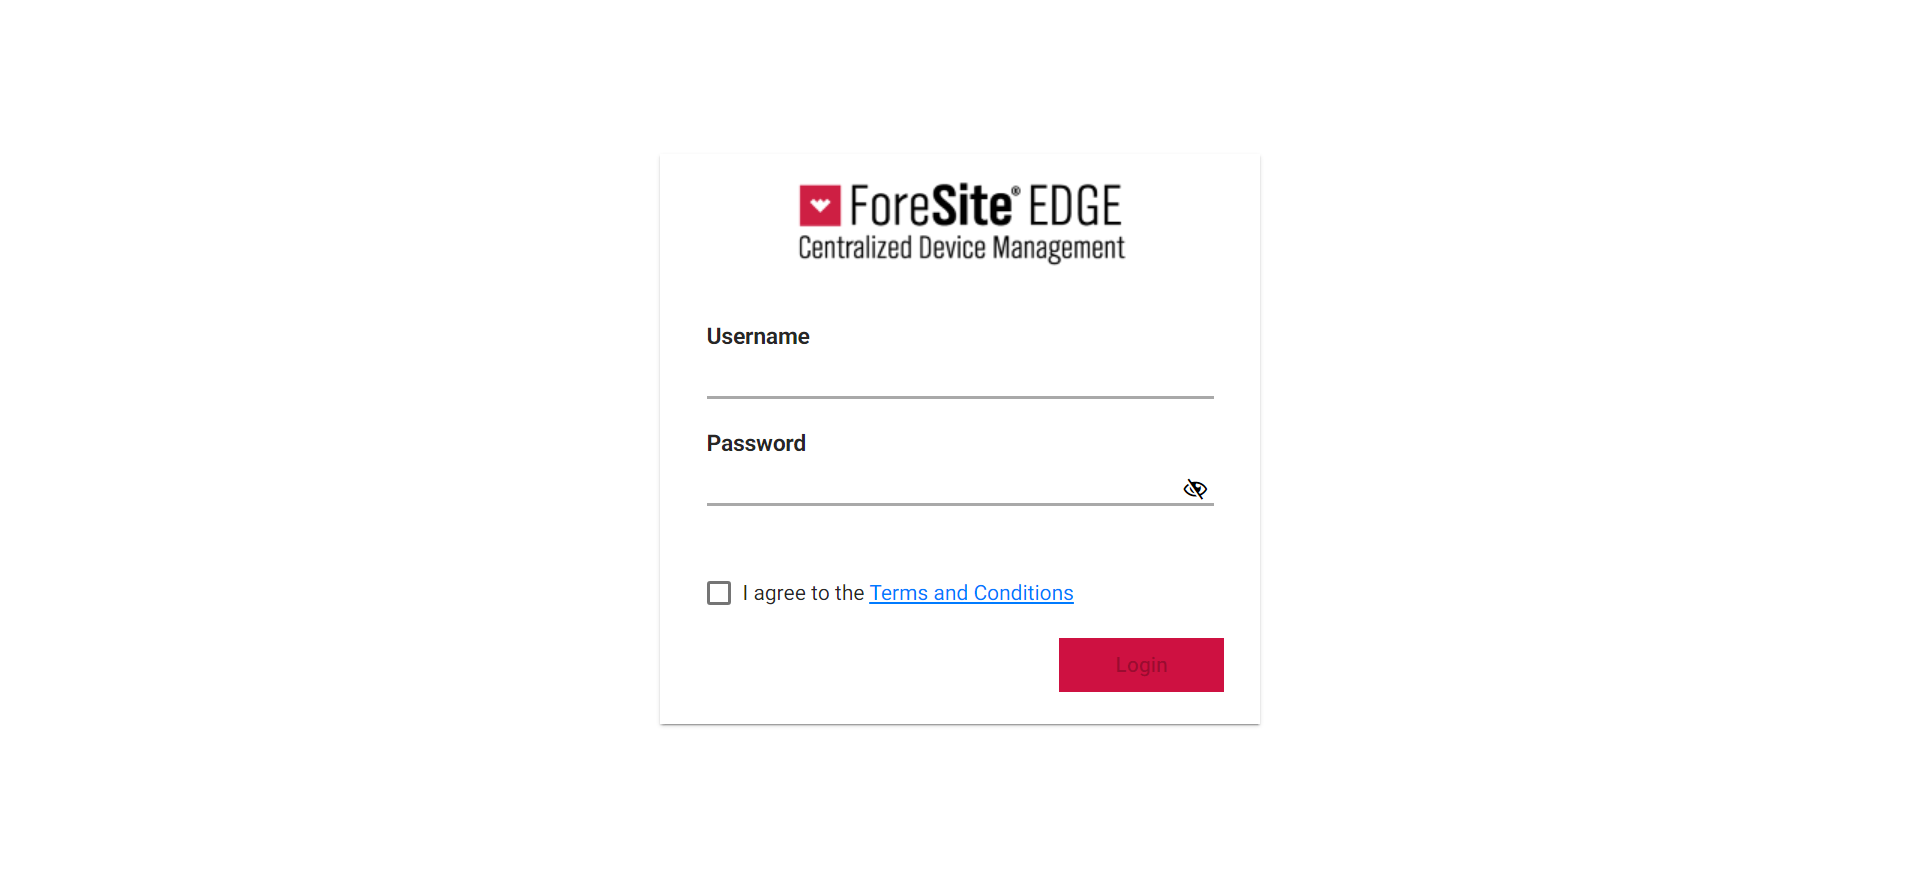 ForeSite® EDGE
Centralized Device Management
Username
Password
I agree to the Terms and Conditions
Login